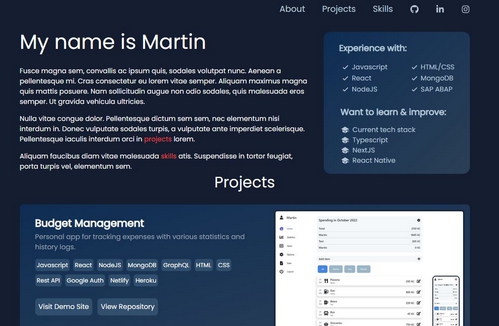 About Projects Skills
My name is Martin
Fusce magna sem, convallis ac ipsum quis, sodales volutpat nunc. Aenean a
pellentesque mi. Cras consectetur eu lorem vitae semper. Aliquam maximus magna
quis mattis posuere. Nam sollicitudin augue non odio sodales, quis malesuada eros
semper. Ut gravida vehicula ultricies.
Nulla vitae congue dolor. Pellentesque dictum sem sem, nec elementum nisi
interdum in. Donec vulputate sodales turpis, a vulputate ante imperdiet scelerisque.
Pellentesque iaculis interdum orci in projects lorem.
Aliquam faucibus diam vitae malesuada skills atis. Suspendisse in tortor feugiat,
porta turpis vel, elementum sem.
Experience with:
Javascript HTML/CSS
React MongoDB
NodeJS SAP ABAP
Want to learn & improve:
Current tech stack
Typescript
NextJS
React Native
Projects
Budget Management
Personal app for tracking expenses with various statistics and
history logs.
Javascript React NodeJS MongoDB GraphQL HTML CSS
Rest API Google Auth Netlify Heroku
Visit Demo Site View Repository
Spending in October 2022